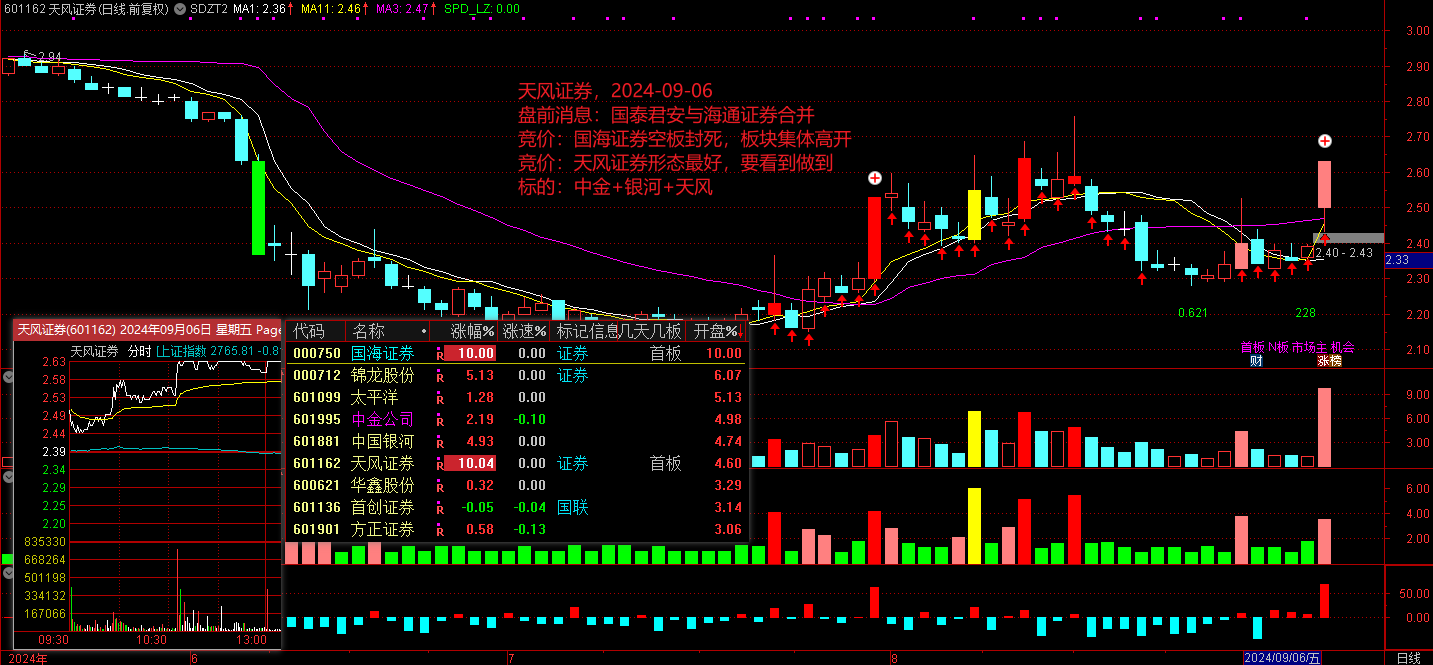 601162 天风证券(日线.前复权) SDZT2 MA1: 2.36↑ MA11: 2.46↑ MA3: 2.47↑ SPD_LZ: 0.00
2.94
天风证券，2024-09-06
盘前消息：国泰君安与海通证券合并
竞价：国海证券空板封死，板块集体高开
竞价：天风证券形态最好，要看到做到
标的：中金+银河+天风
3.00
2.90
2.80
2.70
2.60
2.50
2.40
2.33
2.30
2.20
2.10
2.40 - 2.43
0.621
228
首板 N板 市场主 机会
财
涨榜
天风证券(601162) 2024年09月06日 星期五 Page
天风证券 分时 [上证指数 2765.81 -0.8
2.63
2.58
2.53
2.49
2.44
2.39
2.34
2.29
2.25
2.20
835330
668264
501198
334132
167066
09:30 10:30 13:00
代码 名称 涨幅% 涨速% 标记信息 几天几板 开盘%
000750 国海证券 R 10.00 0.00 证券 首板 10.00
000712 锦龙股份 R 5.13 0.00 证券 6.07
601099 太平洋 R 1.28 0.00 5.13
601995 中金公司 R 2.19 -0.10 4.98
601881 中国银河 R 4.93 0.00 4.74
601162 天风证券 R 10.04 0.00 证券 首板 4.60
600621 华鑫股份 R 0.32 0.00 3.29
601136 首创证券 R -0.05 -0.04 国联 3.14
601901 方正证券 R 0.58 -0.13 3.06
9.00
6.00
3.00
6.00
4.00
2.00
50.00
0.00
2024年 6 7 8 2024/09/06/五 日线